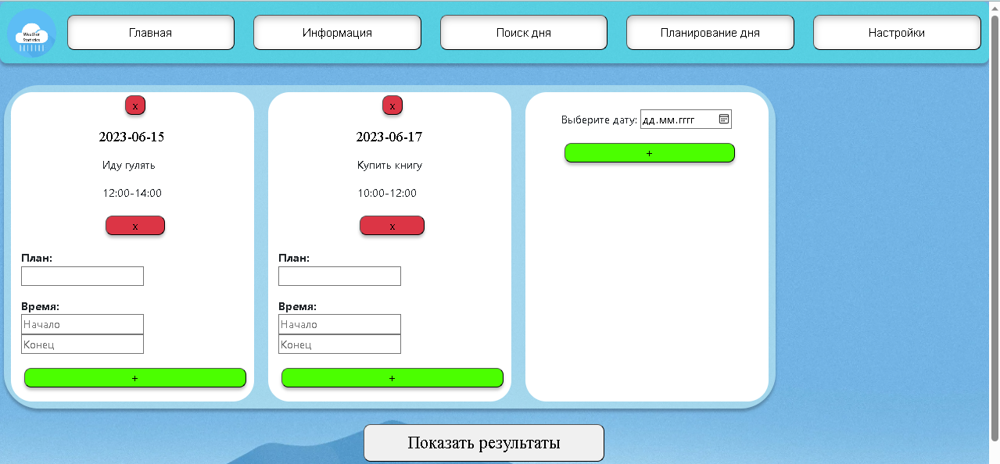 Weather
Statistics
Главная
Информация
Поиск дня
Планирование дня
Настройки
x
2023-06-15
Иду гулять
12:00-14:00
x
План:
Время:
Начало
Конец
+
x
2023-06-17
Купить книгу
10:00-12:00
x
План:
Время:
Начало
Конец
+
Выберите дату: дд.мм.гггг
+
Показать результаты